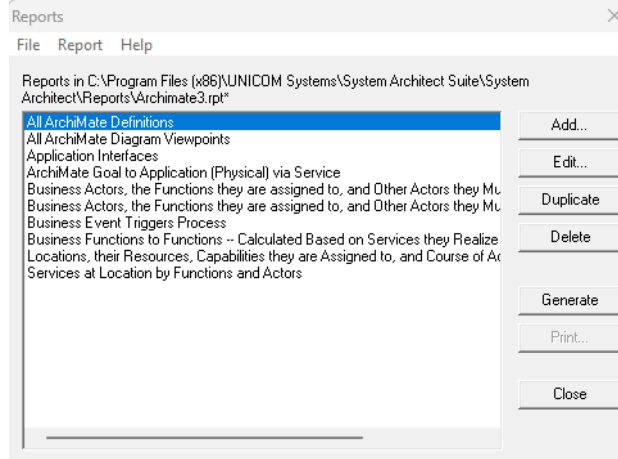 Reports
File Report Help
Reports in C:\Program Files (x86)\UNICOM Systems\System Architect Suite\System
Architect\Reports\Archimate3.rpt*
All ArchiMate Definitions
All ArchiMate Diagram Viewpoints
Application Interfaces
ArchiMate Goal to Application (Physical) via Service
Business Actors, the Functions they are assigned to, and Other Actors they Mu
Business Actors, the Functions they are assigned to, and Other Actors they Mu
Business Event Triggers Process
Business Functions to Functions -- Calculated Based on Services they Realize
Locations, their Resources, Capabilities they are Assigned to, and Course of Ac
Services at Location by Functions and Actors
Add...
Edit...
Duplicate
Delete
Generate
Print...
Close